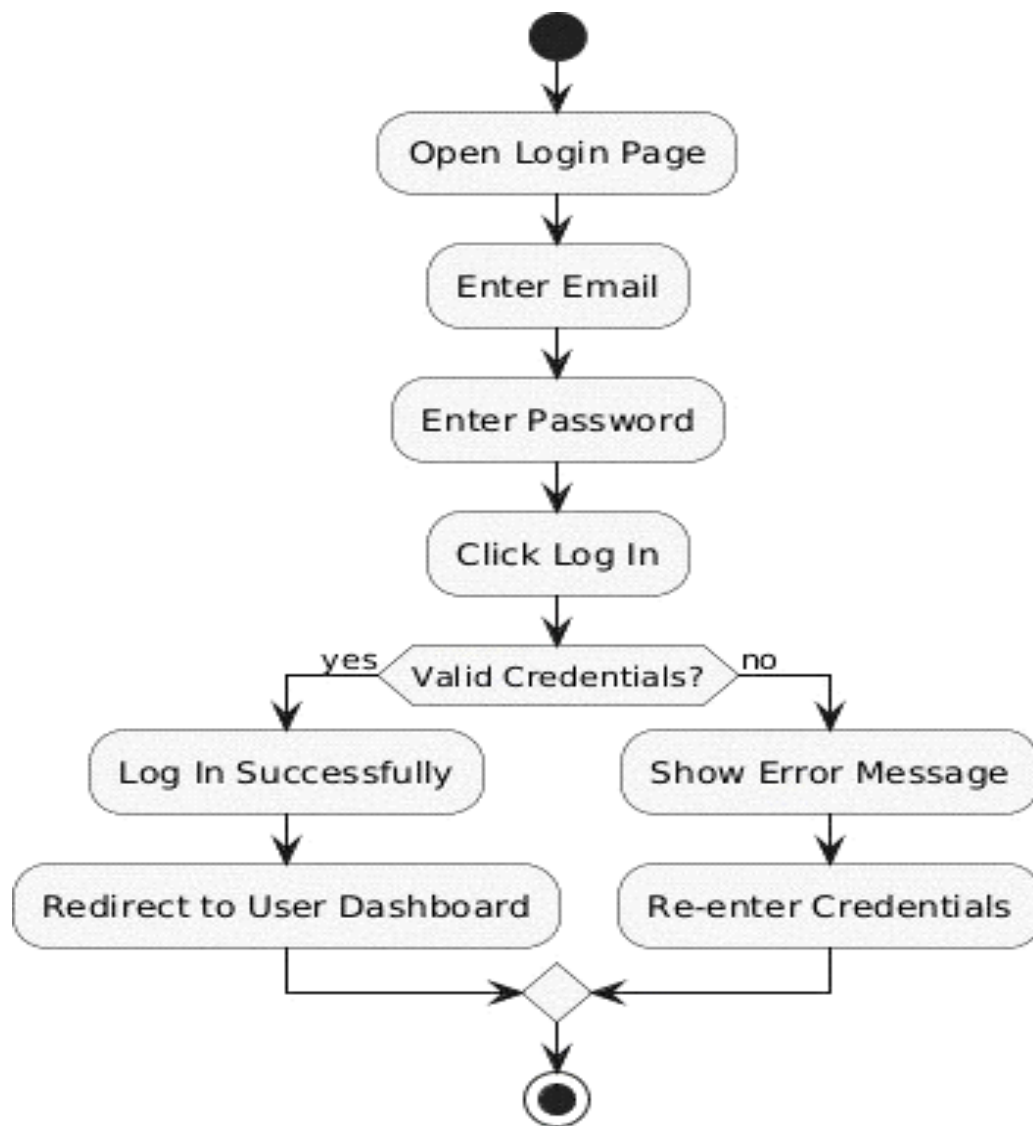 Open Login Page
Enter Email
Enter Password
Click Log In
yes
Valid Credentials?
no
Log In Successfully
Show Error Message
Redirect to User Dashboard
Re-enter Credentials